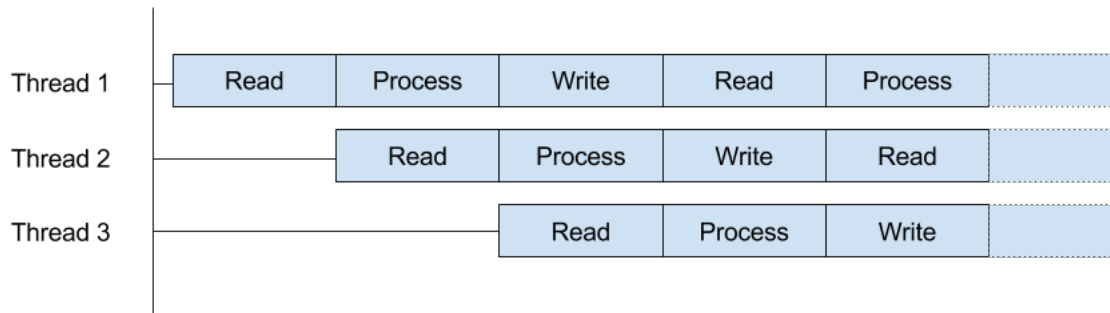 Thread 1 Read Process Write Read Process
Thread 2 Read Process Write Read
Thread 3 Read Process Write